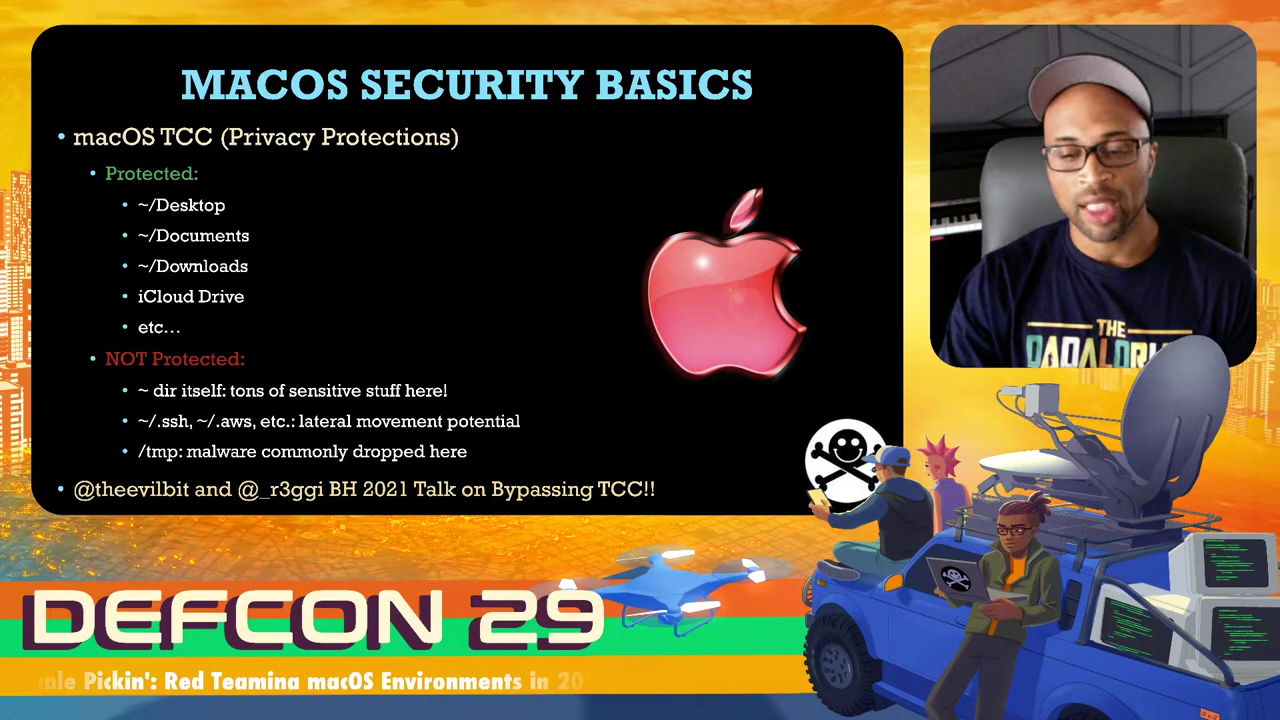 MACOS SECURITY BASICS
• macOS TCC (Privacy Protections)
• Protected:
• ~/Desktop
• ~/Documents
• ~/Downloads
• iCloud Drive
• etc…
• NOT Protected:
• ~ dir itself: tons of sensitive stuff here!
• ~/.ssh, ~/.aws, etc.: lateral movement potential
• /tmp: malware commonly dropped here
• @theevilbit and @_r3ggi BH 2021 Talk on Bypassing TCC!!
THE
DEFCON 29
Pickin': Red Teaming macOS Environments in 20